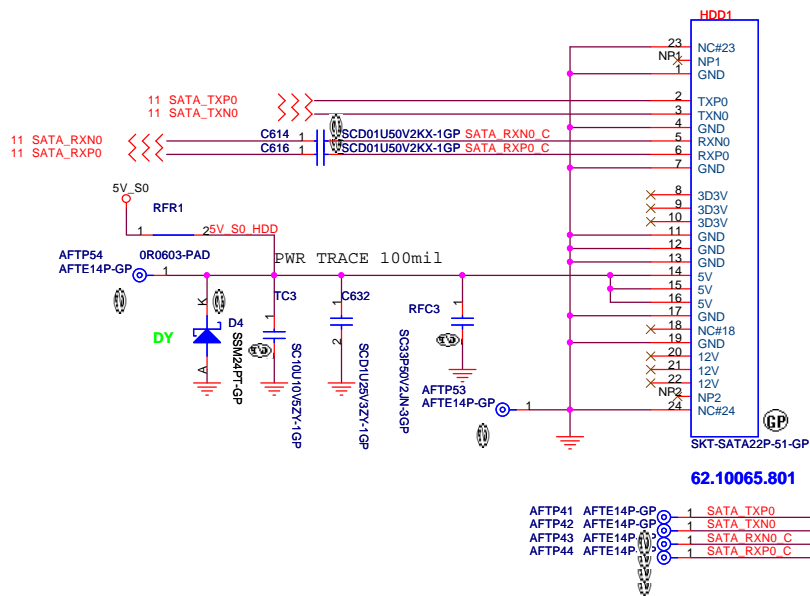 HDD1
23 NC#23
NP1 NP1
1 GND
11 SATA_TXP0 2 TXP0
11 SATA_TXN0 3 TXN0
4 GND
11 SATA_RXN0 C614 1 SCD01U50V2KX-1GP SATA_RXN0_C 5 RXN0
11 SATA_RXP0 C616 1 SCD01U50V2KX-1GP SATA_RXP0_C 6 RXP0
7 GND
5V_S0 8 3D3V
RFR1 9 3D3V
10 3D3V
1 2 5V_S0_HDD 11 GND
AFTP54 0R0603-PAD 12 GND
AFTE14P-GP 1 PWR TRACE 100mil 13 GND
14 5V
15 5V
16 5V
K TC3 1 C632 1 RFC3 1 17 GND
DY D4 18 NC#18
SSM24PT-GP 19 GND
A 2 20 12V
SC10U10V5ZY-1GP 21 12V
SCD1U25V3ZY-1GP 22 12V
SC33P50V2JN-3GP NP2 NP2
AFTP53 24 NC#24
AFTE14P-GP 1
GP
SKT-SATA22P-51-GP
62.10065.801
AFTP41 AFTE14P-GP 1 SATA_TXP0
AFTP42 AFTE14P-GP 1 SATA_TXN0
AFTP43 AFTE14P- 1 SATA_RXN0_C
AFTP44 AFTE14P- 1 SATA_RXP0_C